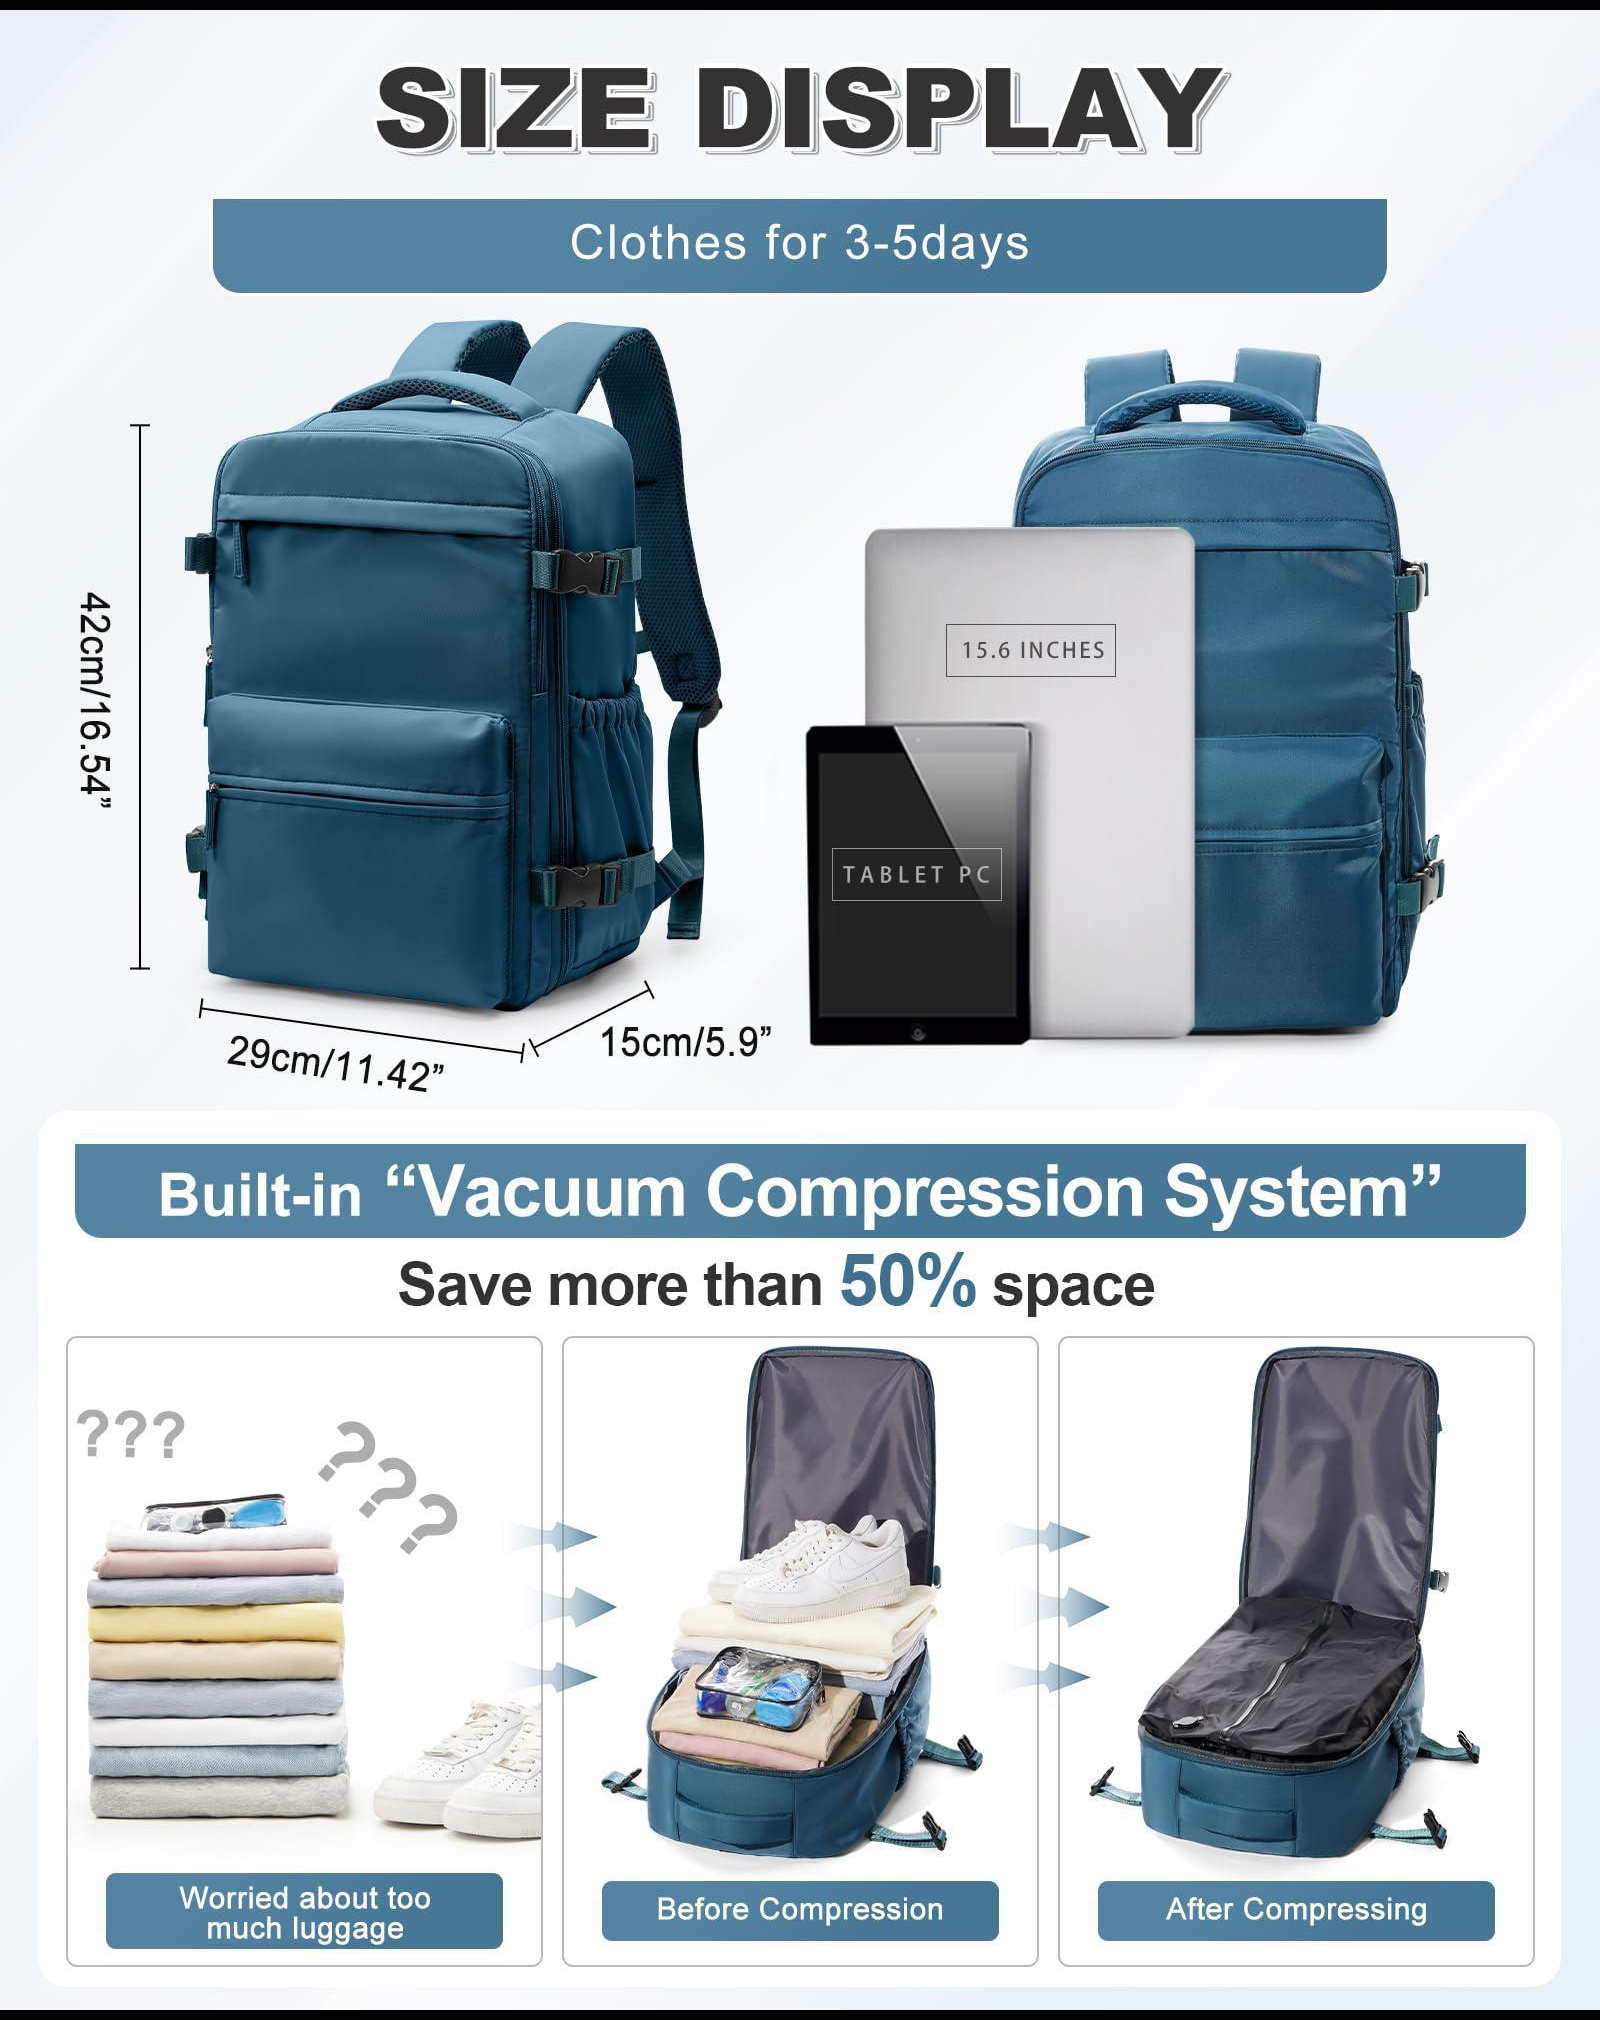 SIZE DISPLAY
Clothes for 3-5days
42cm/16.54”
29cm/11.42”
15cm/5.9”
15.6 INCHES
TABLET PC
Built-in “Vacuum Compression System”
Save more than 50% space
???
???
Worried about too
much luggage
Before Compression
After Compressing